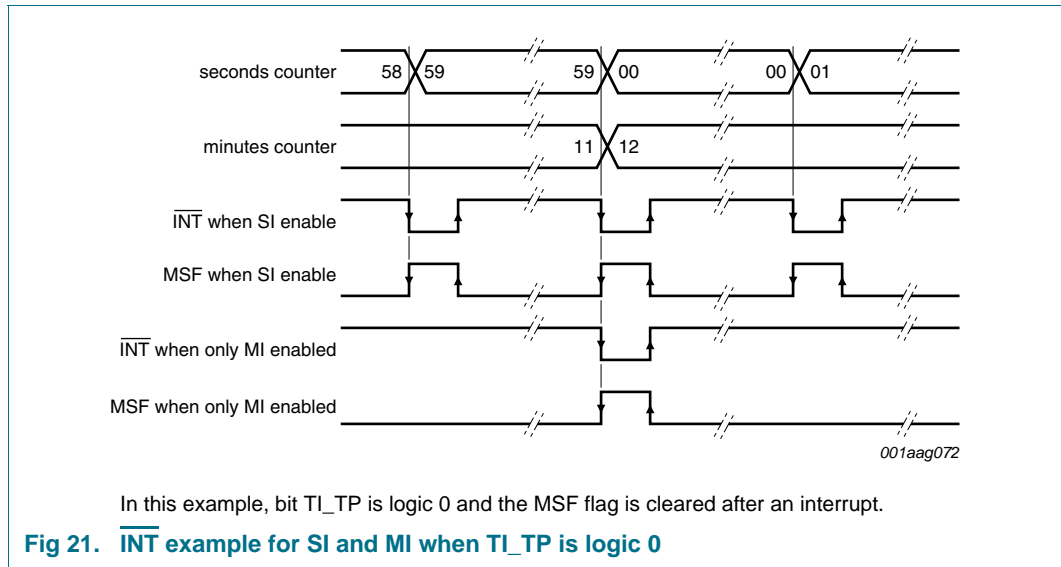 seconds counter 58 59 59 00 00 01
minutes counter 11 12
INT when SI enable
MSF when SI enable
INT when only MI enabled
MSF when only MI enabled
001aag072
In this example, bit TI_TP is logic 0 and the MSF flag is cleared after an interrupt.
Fig 21. INT example for SI and MI when TI_TP is logic 0